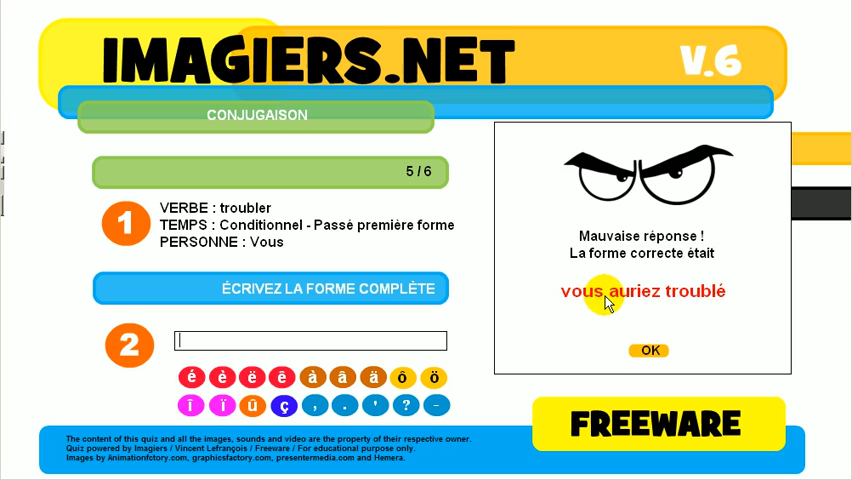 IMAGIERS.NET
V.6
CONJUGAISON
5 / 6
1
VERBE : troubler
TEMPS : Conditionnel - Passé première forme
PERSONNE : Vous
ÉCRIVEZ LA FORME COMPLÈTE
2
é è ë ê à â ä ô ö
î ï û ç , . ' ? -
Mauvaise réponse !
La forme correcte était
vous auriez troublé
OK
FREEWARE
The content of this quiz and all the images, sounds and video are the property of their respective owner.
Quiz powered by Imagiers / Vincent Lefrançois / Freeware / For educational purpose only.
Images by Animationfctory.com, graphicsfactory.com, presentermedia.com and Hemera.